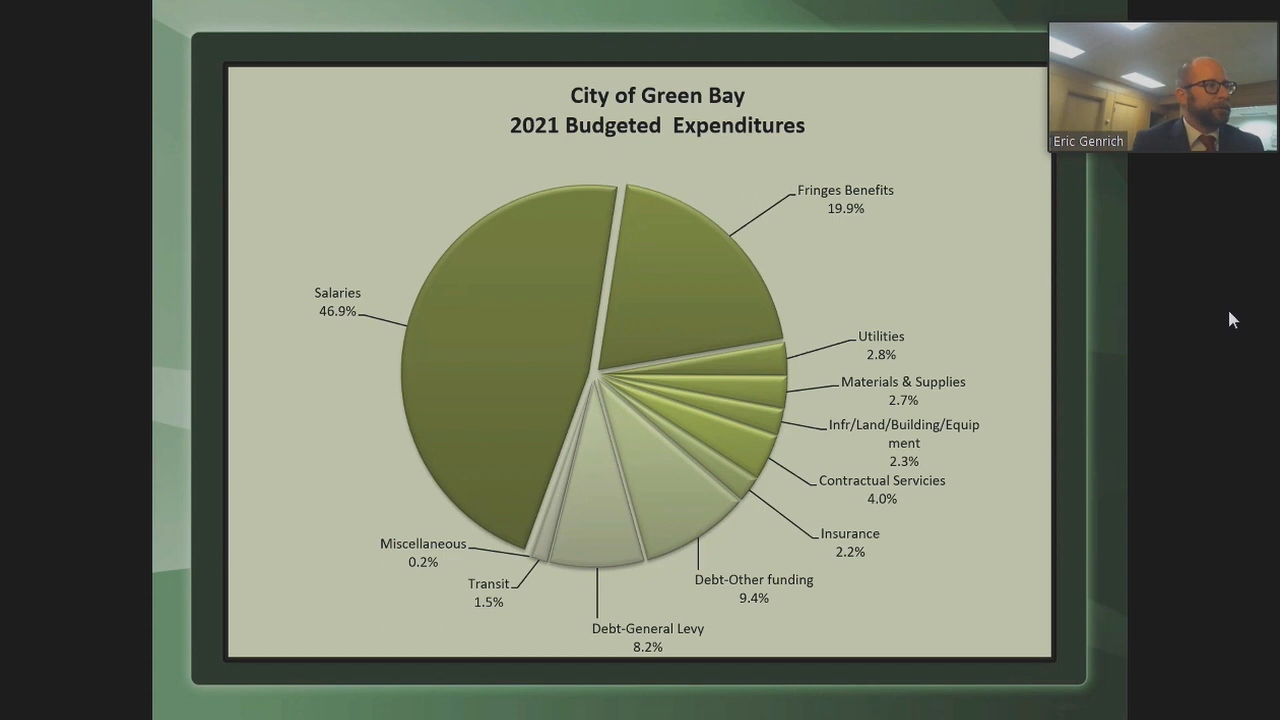 City of Green Bay
2021 Budgeted  Expenditures
Eric Genrich
Fringes Benefits
19.9%
Salaries
46.9%
Utilities
2.8%
Materials & Supplies
2.7%
Infr/Land/Building/Equip
ment
2.3%
Contractual Servicies
4.0%
Insurance
2.2%
Miscellaneous
0.2%
Debt-Other funding
9.4%
Transit
1.5%
Debt-General Levy
8.2%